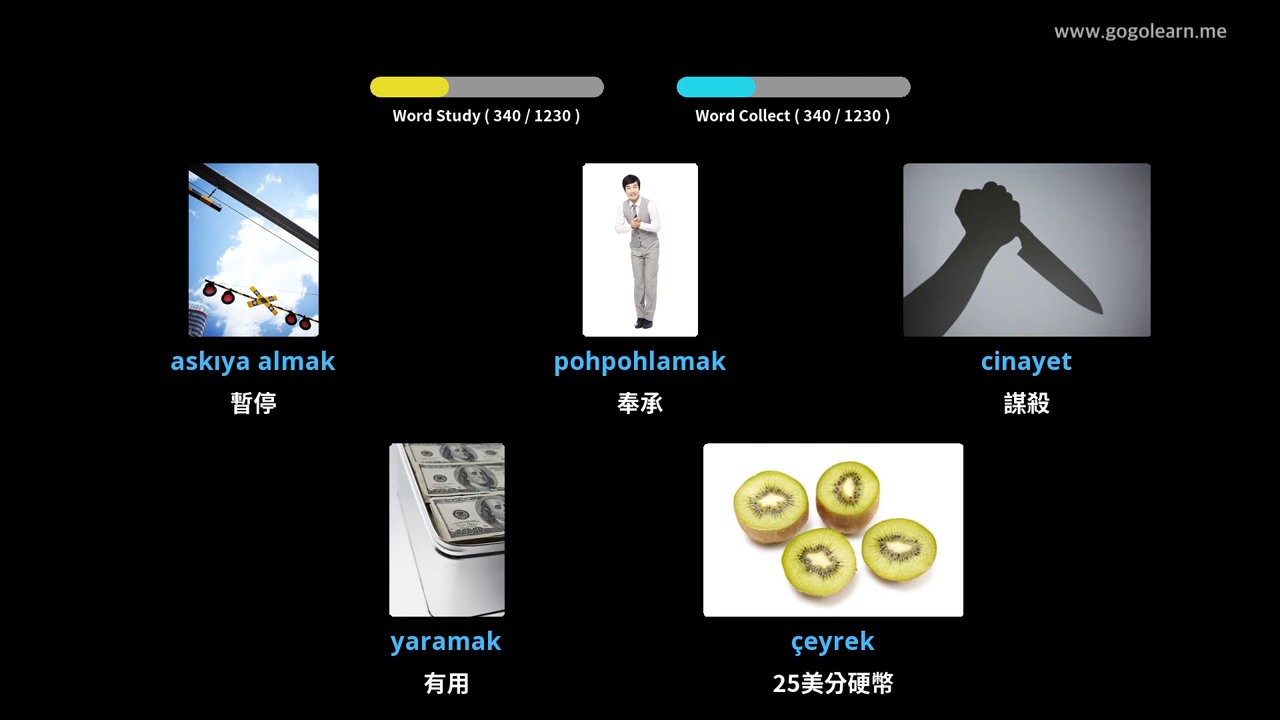 www.gogolearn.me
Word Study ( 340 / 1230 )
Word Collect ( 340 / 1230 )
askıya almak
暫停
pohpohlamak
奉承
cinayet
謀殺
yaramak
有用
çeyrek
25美分硬幣